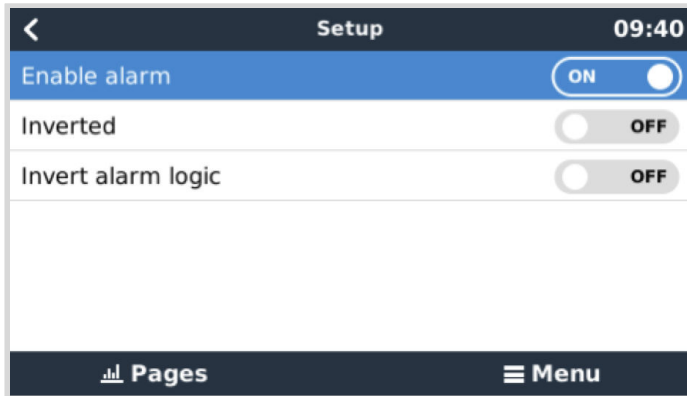 Setup 09:40
Enable alarm ON
Inverted OFF
Invert alarm logic OFF
Pages Menu